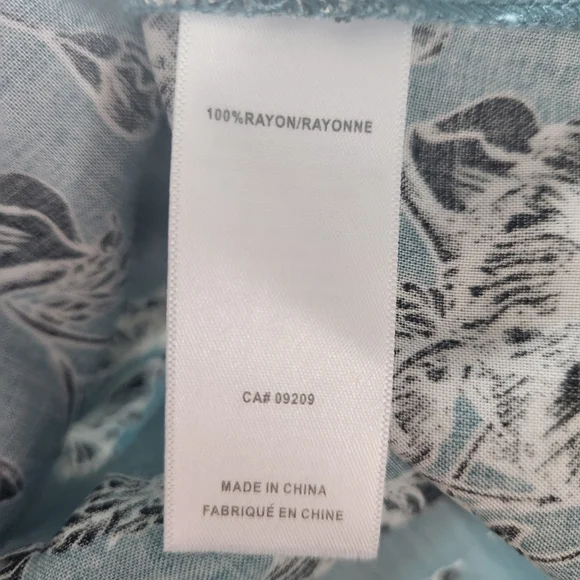 100%RAYON/RAYONNE
CA# 09209
MADE IN CHINA
FABRIQUÉ EN CHINE